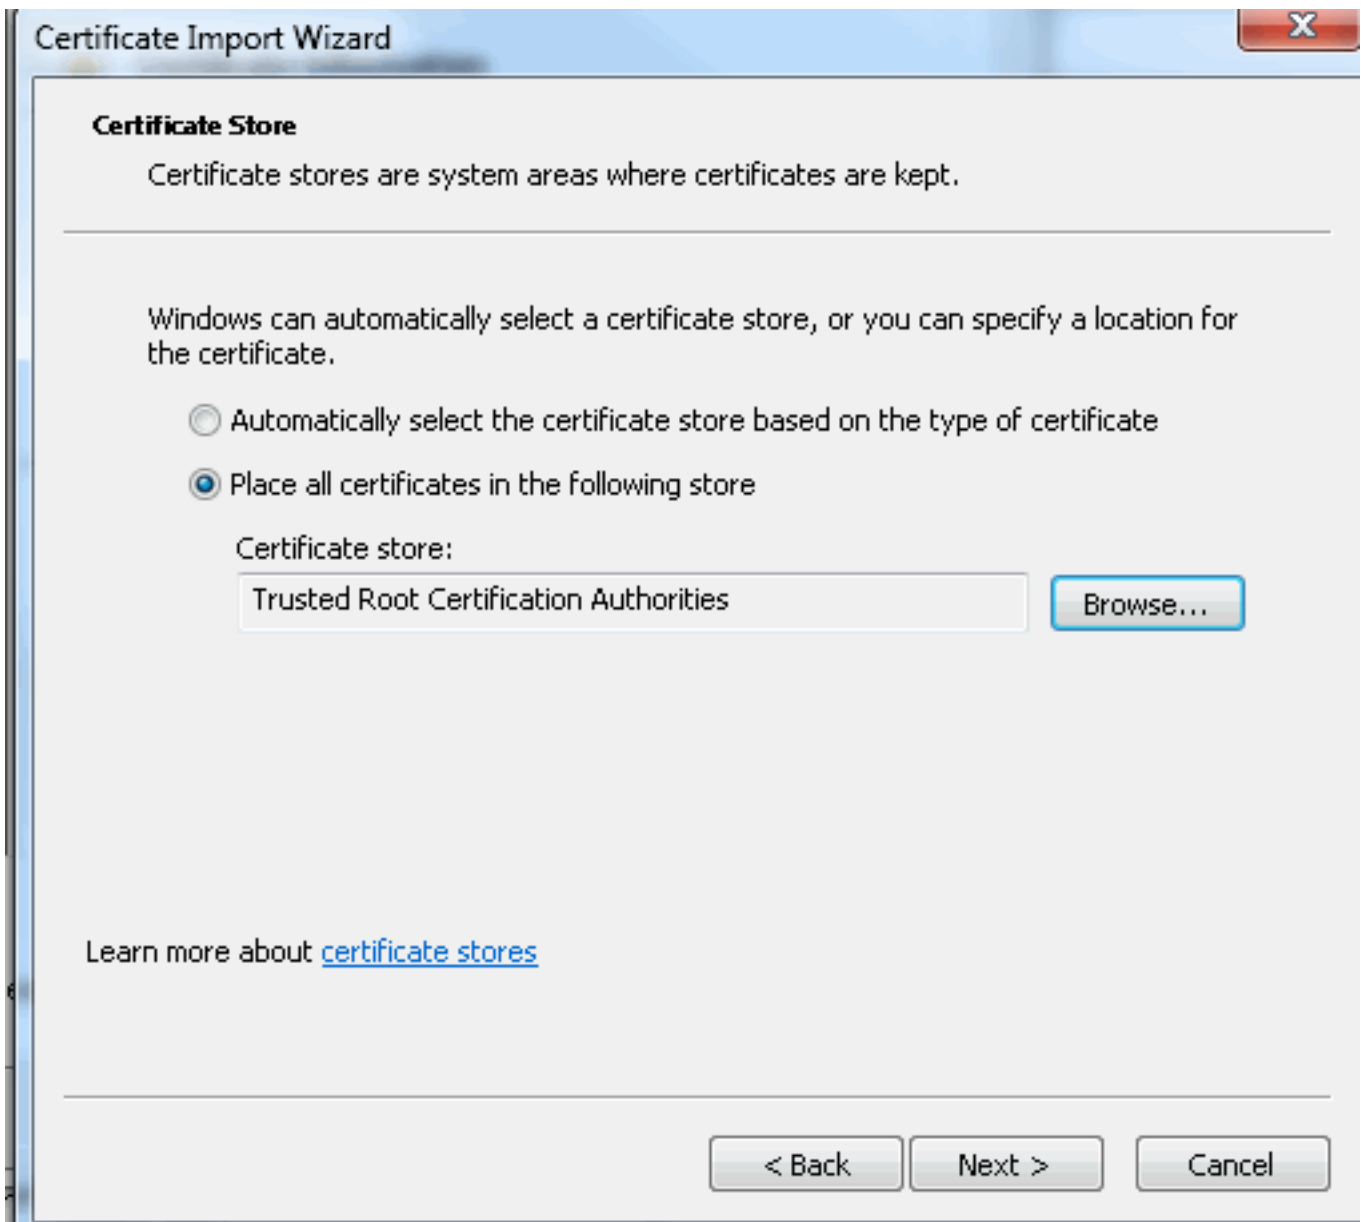 Certificate Import Wizard
Certificate Store
Certificate stores are system areas where certificates are kept.
Windows can automatically select a certificate store, or you can specify a location for
the certificate.
Automatically select the certificate store based on the type of certificate
Place all certificates in the following store
Certificate store:
Trusted Root Certification Authorities
Browse...
Learn more about certificate stores
< Back
Next >
Cancel